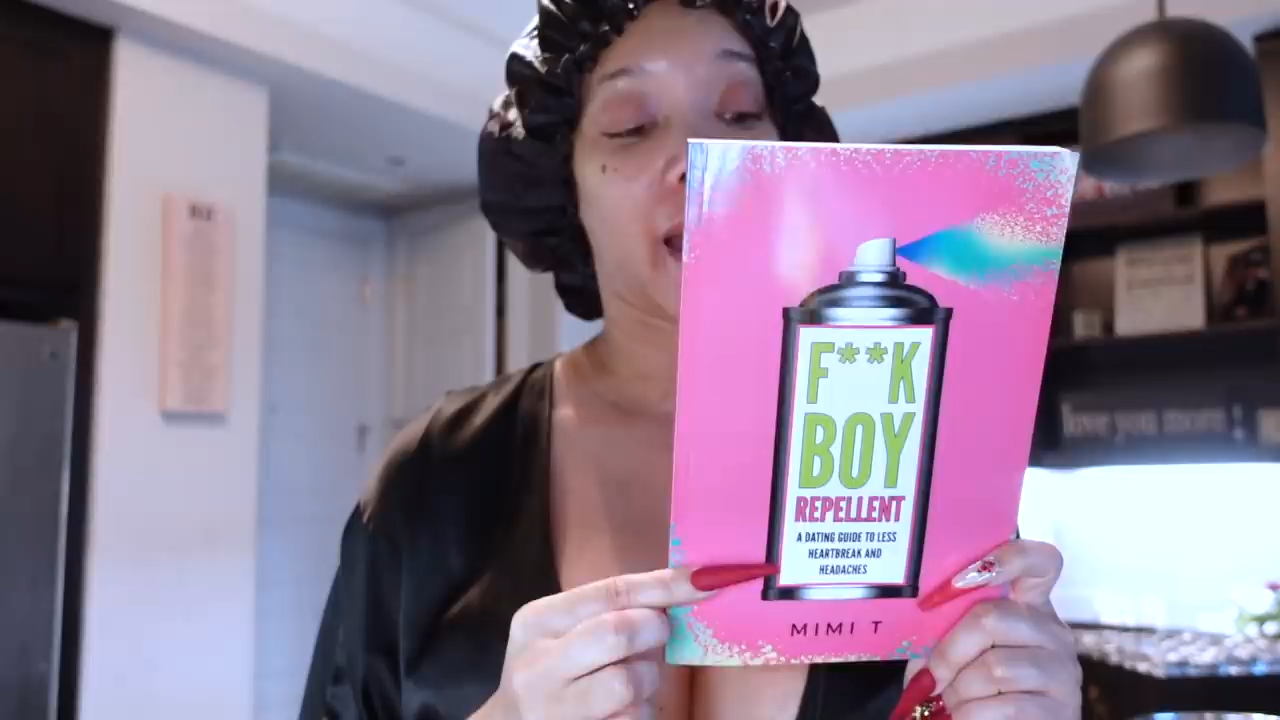 F**K
BOY
REPELLENT
A DATING GUIDE TO LESS
HEARTBREAK AND
HEADACHES
MIMI T
love you more !